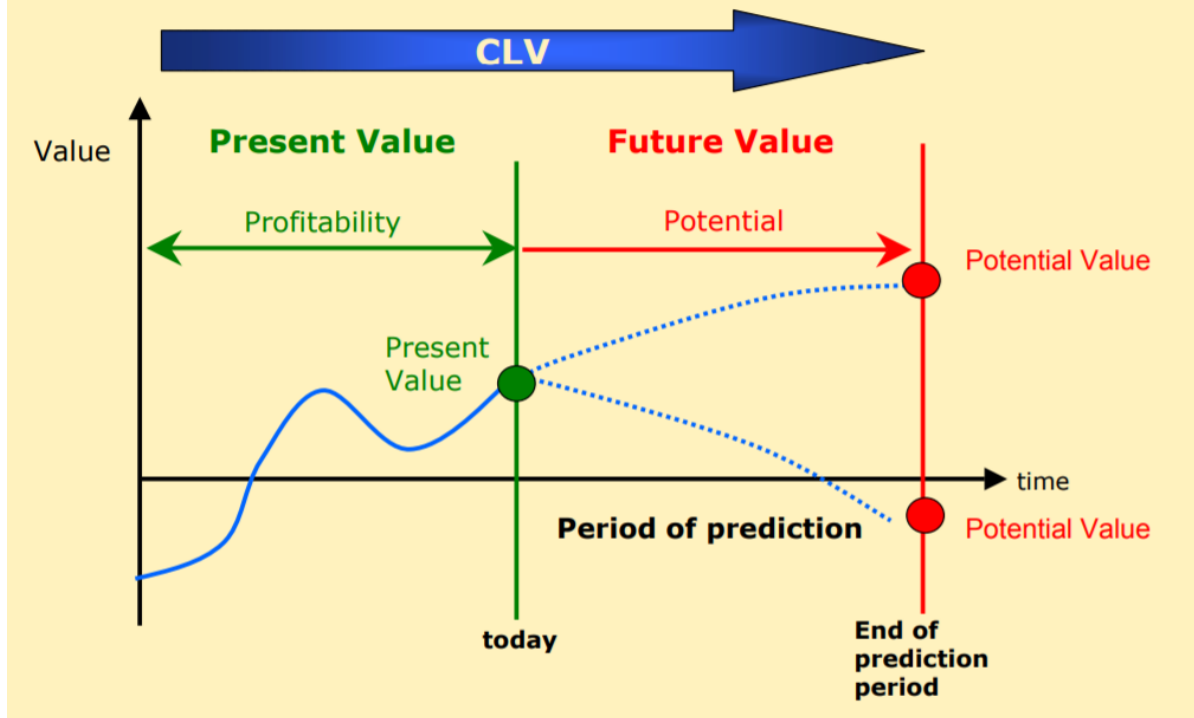 CLV
Value
Present Value
Future Value
Profitability
Potential
Potential Value
Present
Value
time
Period of prediction
Potential Value
today
End of
prediction
period